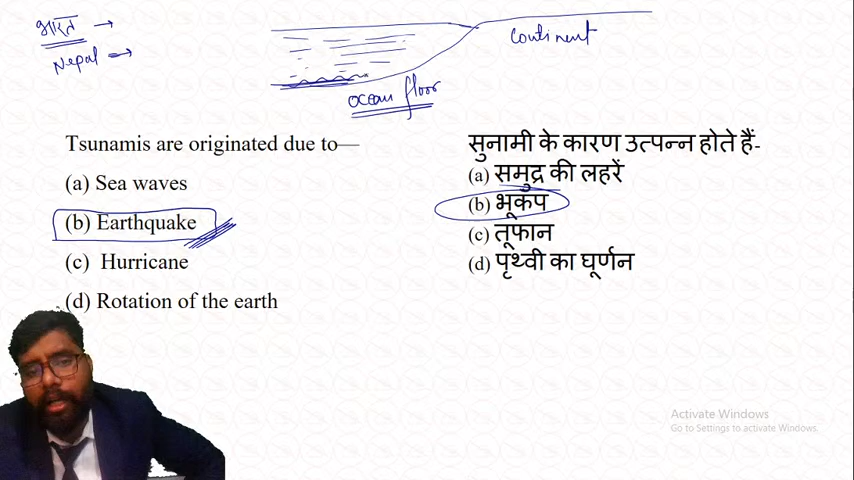 भारत →
Nepal →
continent
ocean floor
Tsunamis are originated due to—
(a) Sea waves
(b) Earthquake
(c) Hurricane
(d) Rotation of the earth
सुनामी के कारण उत्पन्न होते हैं-
(a) समुद्र की लहरें
(b) भूकंप
(c) तूफान
(d) पृथ्वी का घूर्णन
Activate Windows
Go to Settings to activate Windows.